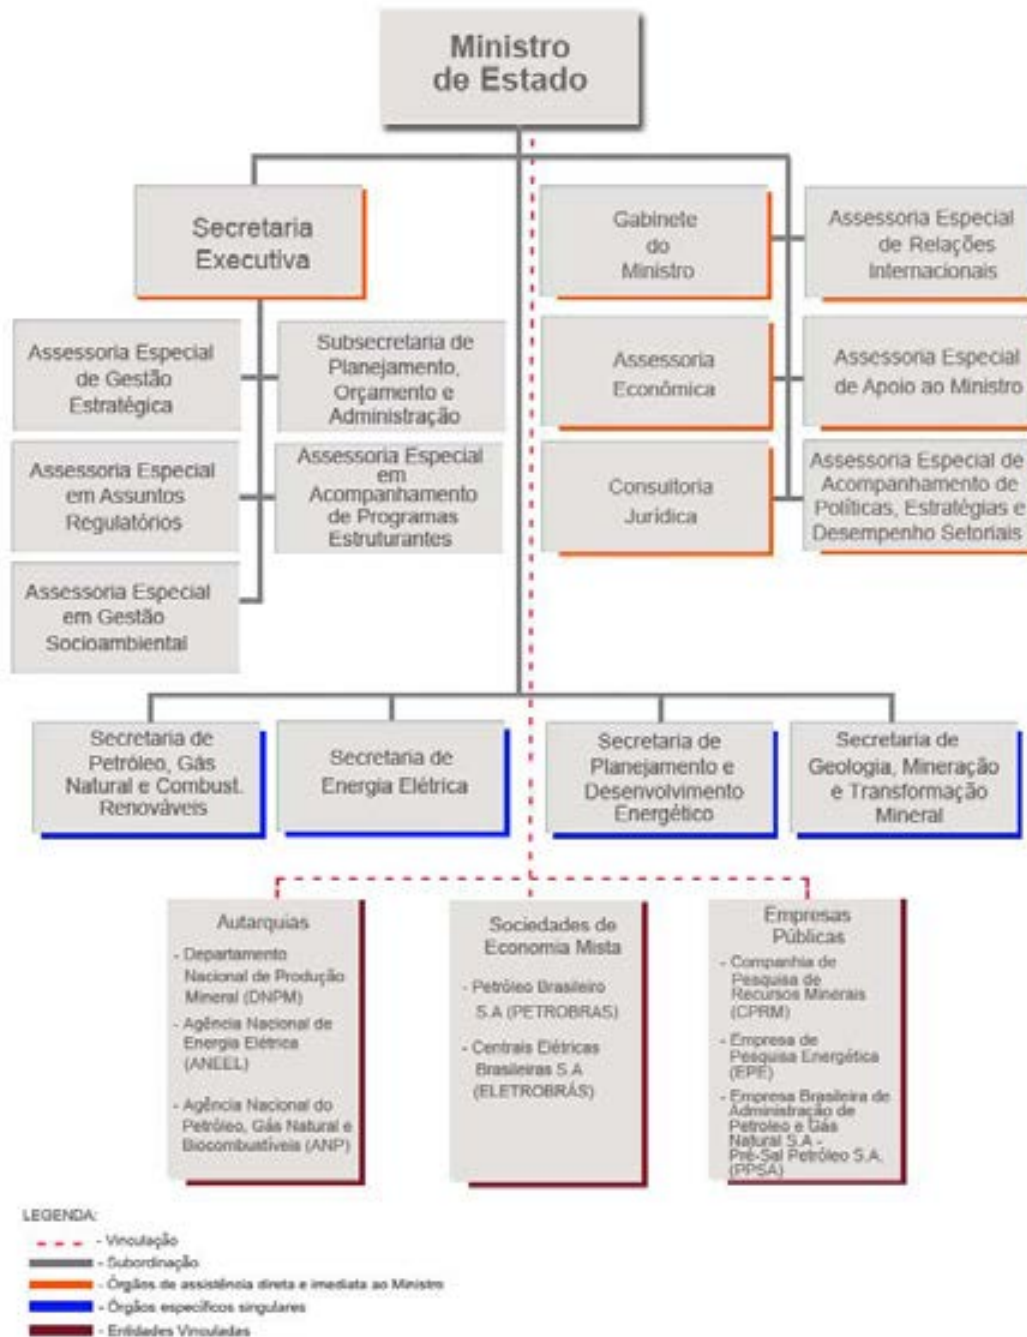 Ministro
de Estado
Secretaria
Executiva
Gabinete
do
Ministro
Assessoria Especial
de Relações
Internacionais
Assessoria Especial
de Gestão
Estratégica
Subsecretaria de
Planejamento,
Orçamento e
Administração
Assessoria
Econômica
Assessoria Especial
de Apoio ao Ministro
Assessoria Especial
em Assuntos
Regulatórios
Assessoria Especial
em
Acompanhamento
de Programas
Estruturantes
Consultoria
Jurídica
Assessoria Especial de
Acompanhamento de
Políticas, Estratégias e
Desempenho Setoriais
Assessoria Especial
em Gestão
Socioambiental
Secretaria de
Petróleo, Gás
Natural e Combust.
Renováveis
Secretaria de
Energia Elétrica
Secretaria de
Planejamento e
Desenvolvimento
Energético
Secretaria de
Geologia, Mineração
e Transformação
Mineral
Autarquias
- Departamento
Nacional de Produção
Mineral (DNPM)
- Agência Nacional de
Energia Elétrica
(ANEEL)
- Agência Nacional do
Petróleo, Gás Natural e
Biocombustíveis (ANP)
Sociedades de
Economia Mista
- Petróleo Brasileiro
S.A (PETROBRAS)
- Centrais Elétricas
Brasileiras S.A
(ELETROBRÁS)
Empresas
Públicas
- Companhia de
Pesquisa de
Recursos Minerais
(CPRM)
- Empresa de
Pesquisa Energética
(EPE)
- Empresa Brasileira de
Administração de
Petroleo e Gás
Natural S.A -
Pré-Sal Petróleo S.A.
(PPSA)
LEGENDA:
- Vinculação
- Subordinação
- Órgãos de assistência direta e imediata ao Ministro
- Órgãos específicos singulares
- Entidades Vinculadas